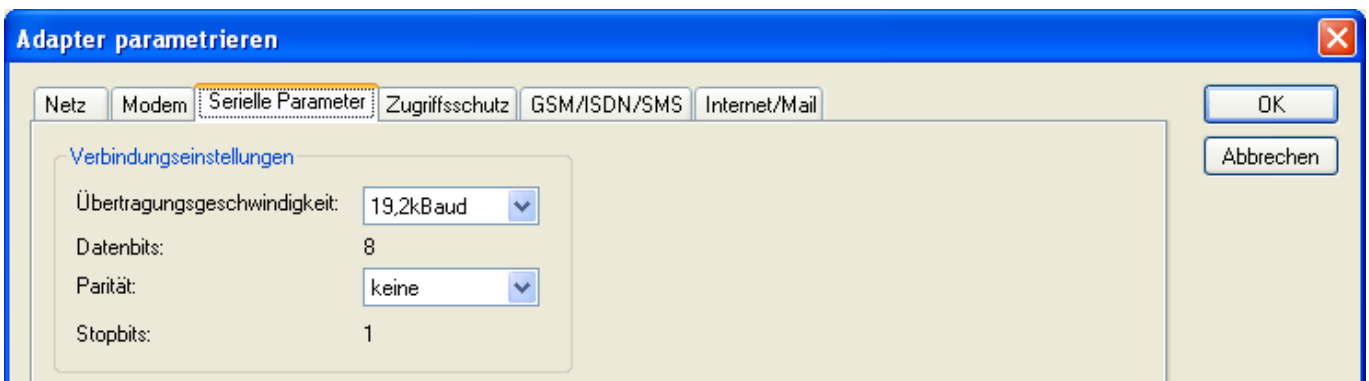 Adapter parametrieren
Netz Modem Serielle Parameter Zugriffsschutz GSM/ISDN/SMS Internet/Mail
OK
Abbrechen
Verbindungseinstellungen
Übertragungsgeschwindigkeit: 19,2kBaud
Datenbits: 8
Parität: keine
Stopbits: 1